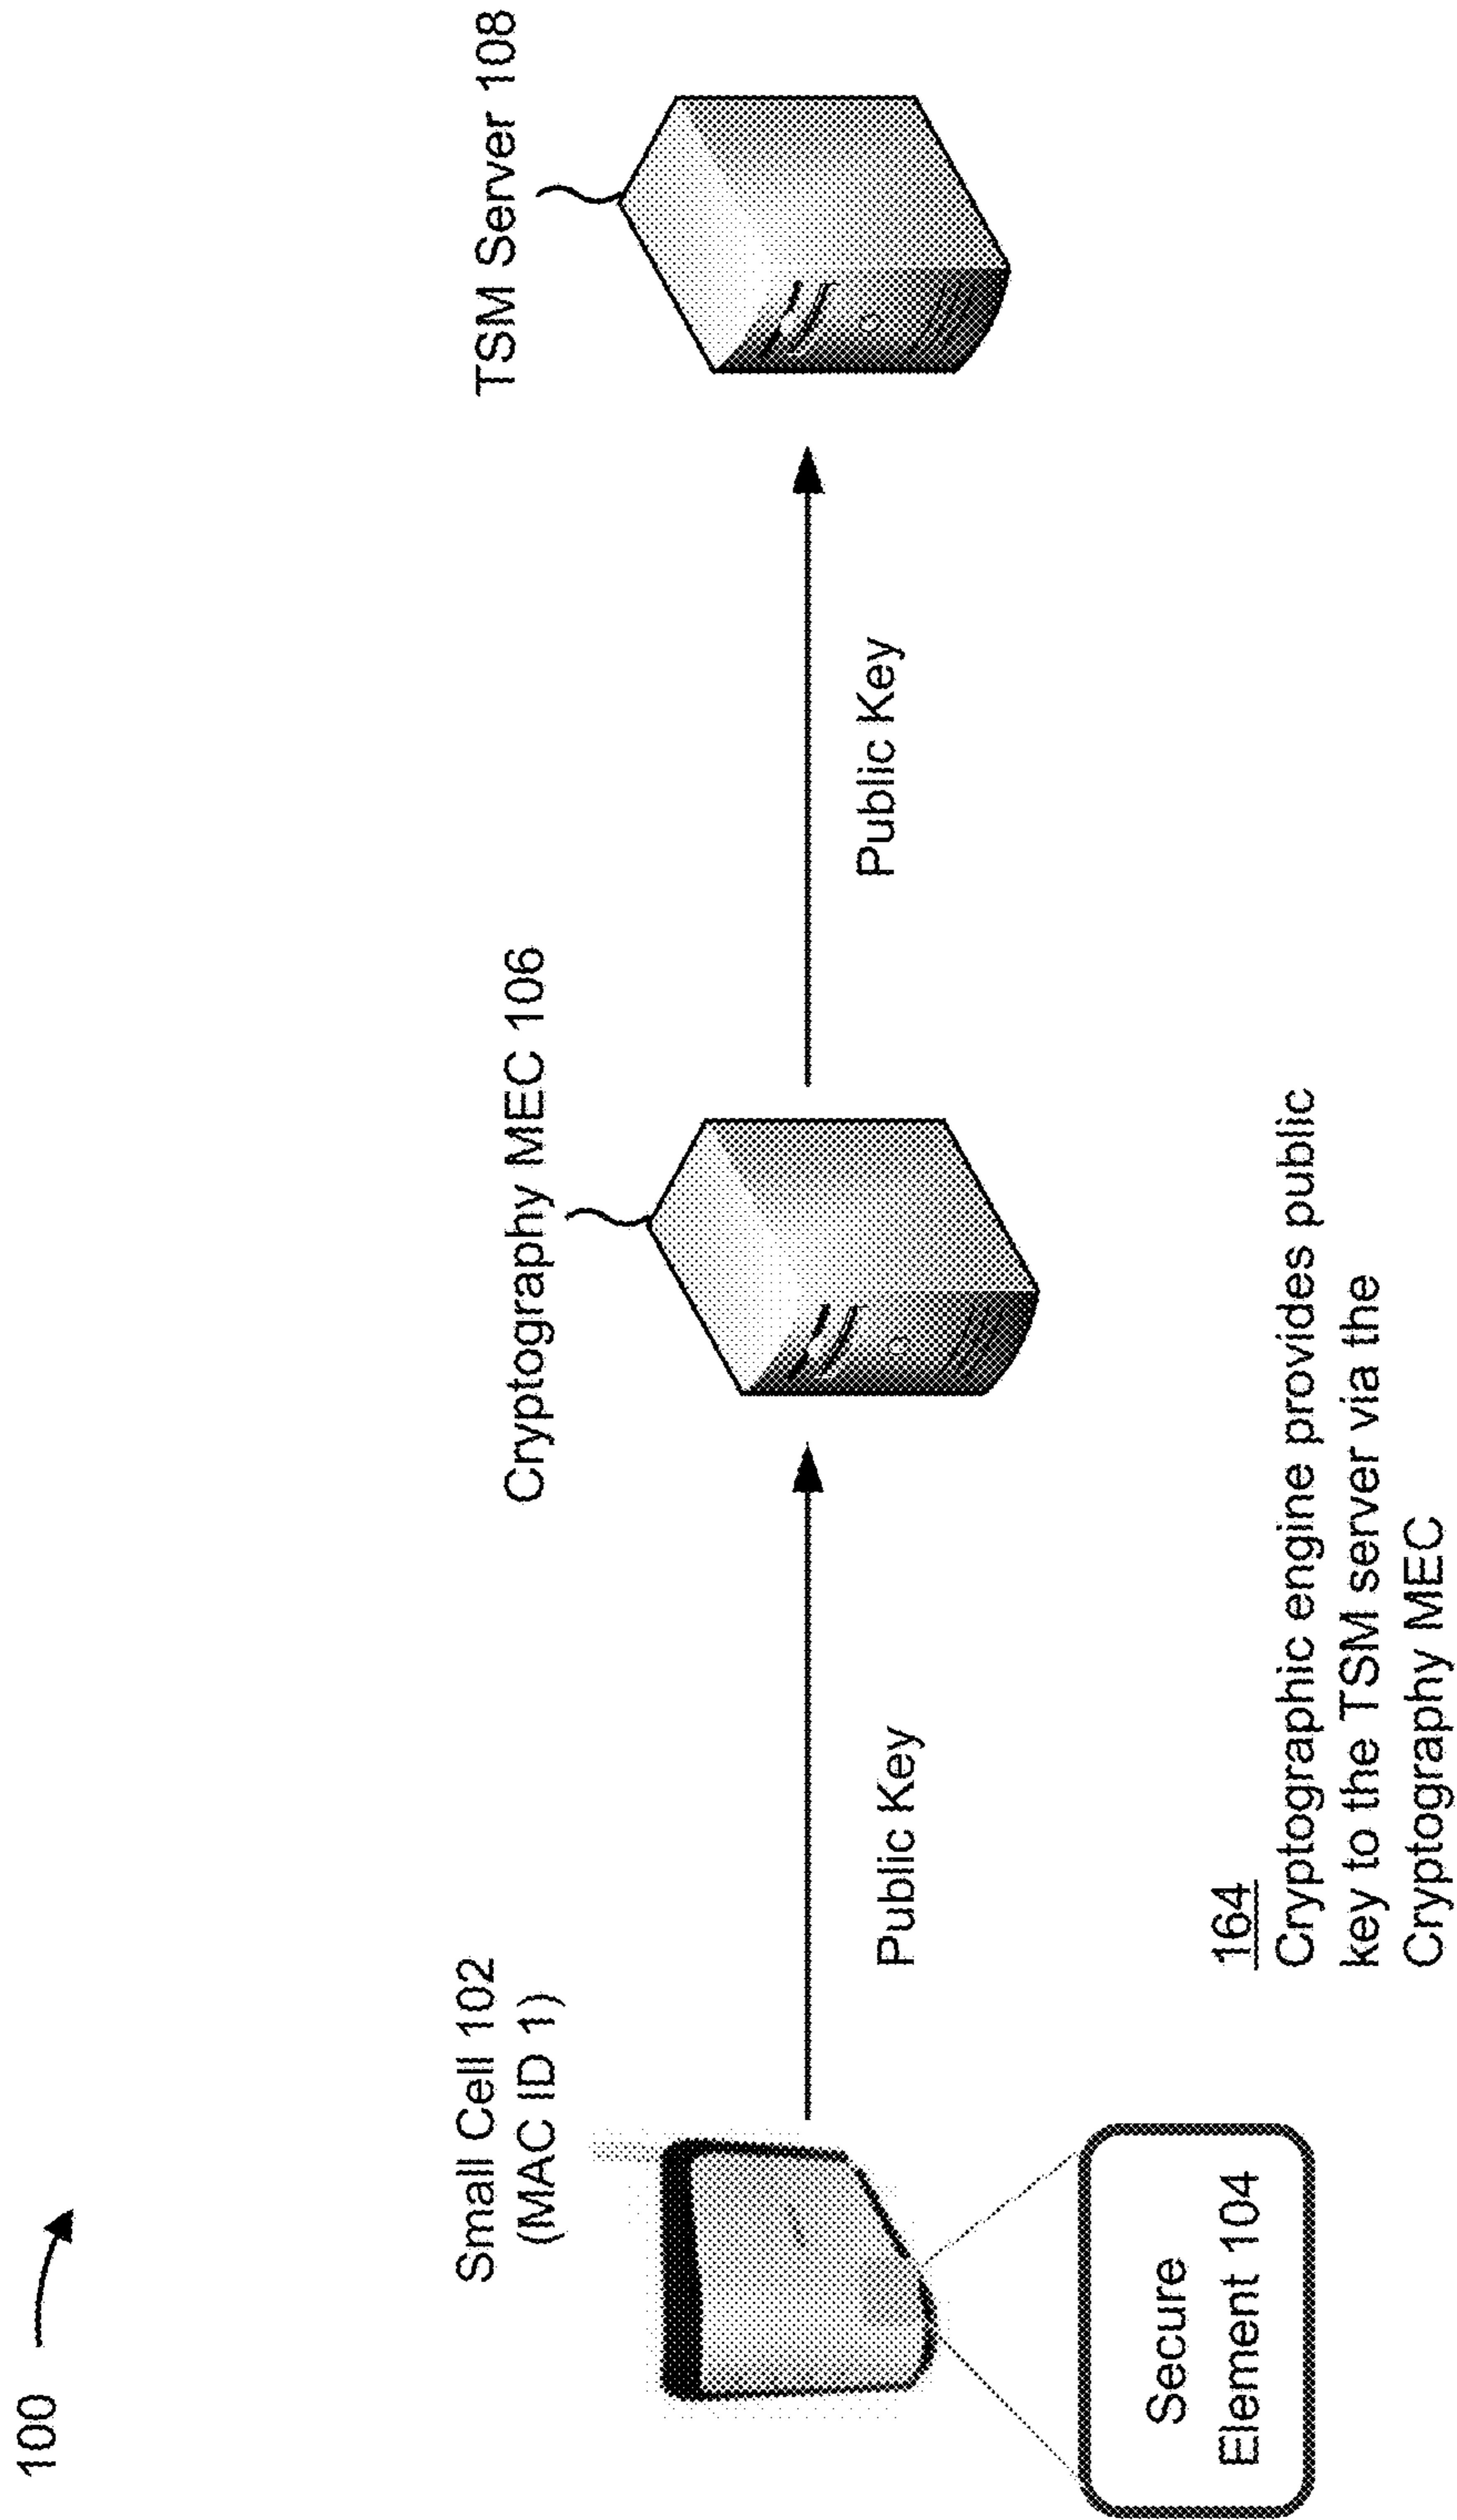 100
Small Cell 102
(MAC ID 1)
Cryptography MEC 106
TSM Server 108
Public Key
Public Key
Secure
Element 104
164
Cryptographic engine provides public
key to the TSM server via the
Cryptography MEC